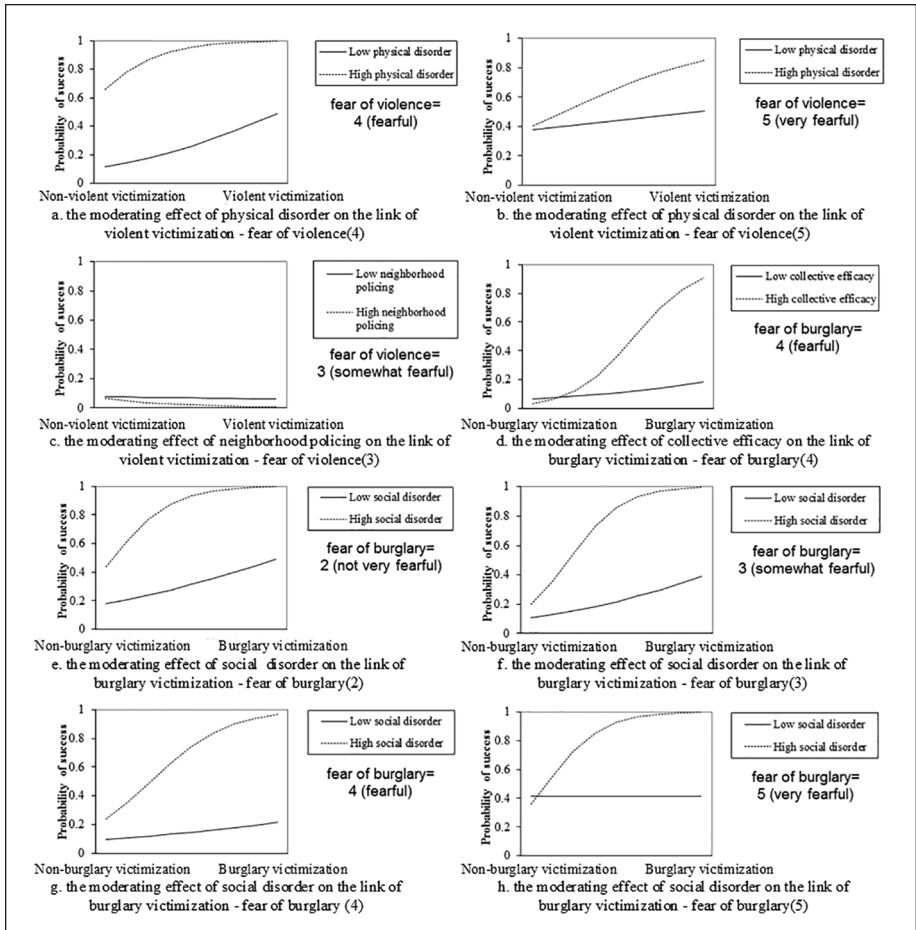 Probability of success
1
0.8
0.6
0.4
0.2
0
Low physical disorder
High physical disorder
fear of violence=
4 (fearful)
Non-violent victimization Violent victimization
a. the moderating effect of physical disorder on the link of
violent victimization - fear of violence(4)
Probability of success
1
0.8
0.6
0.4
0.2
0
Low physical disorder
High physical disorder
fear of violence=
5 (very fearful)
Non-violent victimization Violent victimization
b. the moderating effect of physical disorder on the link of
violent victimization - fear of violence(5)
Probability of success
1
0.8
0.6
0.4
0.2
0
Low neighborhood
policing
High neighborhood
policing
fear of violence=
3 (somewhat fearful)
Non-violent victimization Violent victimization
c. the moderating effect of neighborhood policing on the link of
violent victimization - fear of violence(3)
Probability of success
1
0.8
0.6
0.4
0.2
0
Low collective efficacy
High collective efficacy
fear of burglary=
4 (fearful)
Non-burglary victimization Burglary victimization
d. the moderating effect of collective efficacy on the link of
burglary victimization - fear of burglary(4)
Probability of success
1
0.8
0.6
0.4
0.2
0
Low social disorder
High social disorder
fear of burglary=
2 (not very fearful)
Non-burglary victimization Burglary victimization
e. the moderating effect of social disorder on the link of
burglary victimization - fear of burglary(2)
Probability of success
1
0.8
0.6
0.4
0.2
0
Low social disorder
High social disorder
fear of burglary=
3 (somewhat fearful)
Non-burglary victimization Burglary victimization
f. the moderating effect of social disorder on the link of
burglary victimization - fear of burglary(3)
Probability of success
1
0.8
0.6
0.4
0.2
0
Low social disorder
High social disorder
fear of burglary=
4 (fearful)
Non-burglary victimization Burglary victimization
g. the moderating effect of social disorder on the link of
burglary victimization - fear of burglary (4)
Probability of success
1
0.8
0.6
0.4
0.2
0
Low social disorder
High social disorder
fear of burglary=
5 (very fearful)
Non-burglary victimization Burglary victimization
h. the moderating effect of social disorder on the link of
burglary victimization - fear of burglary(5)